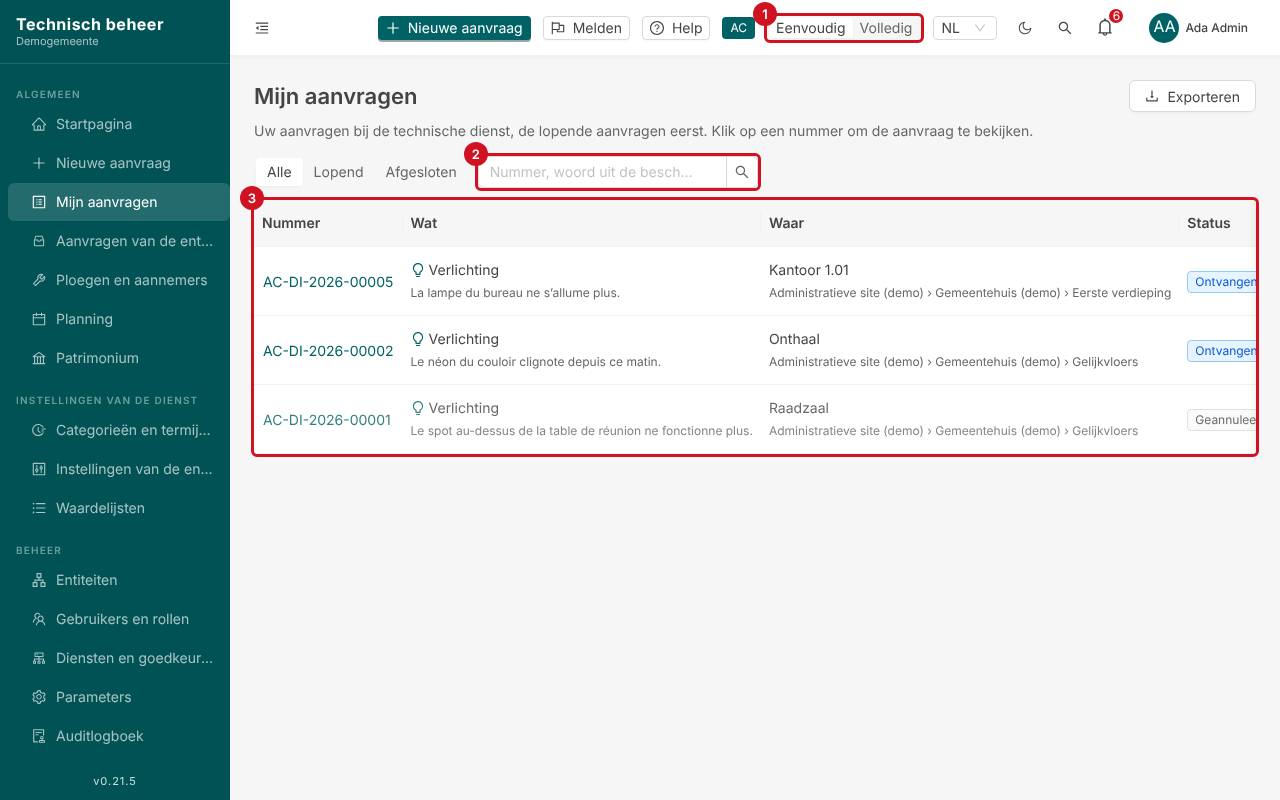 Technisch beheer
Demogemeente
ALGEMEEN
Startpagina
Nieuwe aanvraag
Mijn aanvragen
Aanvragen van de ent...
Ploegen en aannemers
Planning
Patrimonium
INSTELLINGEN VAN DE DIENST
Categorieën en termij...
Instellingen van de en...
Waardelijsten
BEHEER
Entiteiten
Gebruikers en rollen
Diensten en goedkeur...
Parameters
Auditlogboek
v0.21.5
Nieuwe aanvraag Melden Help AC 1 Eenvoudig Volledig NL 6 AA Ada Admin
Mijn aanvragen
Exporteren
Uw aanvragen bij de technische dienst, de lopende aanvragen eerst. Klik op een nummer om de aanvraag te bekijken.
Alle Lopend Afgesloten 2 Nummer, woord uit de besch...
3
Nummer Wat Waar Status
AC-DI-2026-00005 Verlichting Kantoor 1.01 Ontvangen
La lampe du bureau ne s’allume plus. Administratieve site (demo) › Gemeentehuis (demo) › Eerste verdieping
AC-DI-2026-00002 Verlichting Onthaal Ontvangen
Le néon du couloir clignote depuis ce matin. Administratieve site (demo) › Gemeentehuis (demo) › Gelijkvloers
AC-DI-2026-00001 Verlichting Raadzaal Geannulee
Le spot au-dessus de la table de réunion ne fonctionne plus. Administratieve site (demo) › Gemeentehuis (demo) › Gelijkvloers